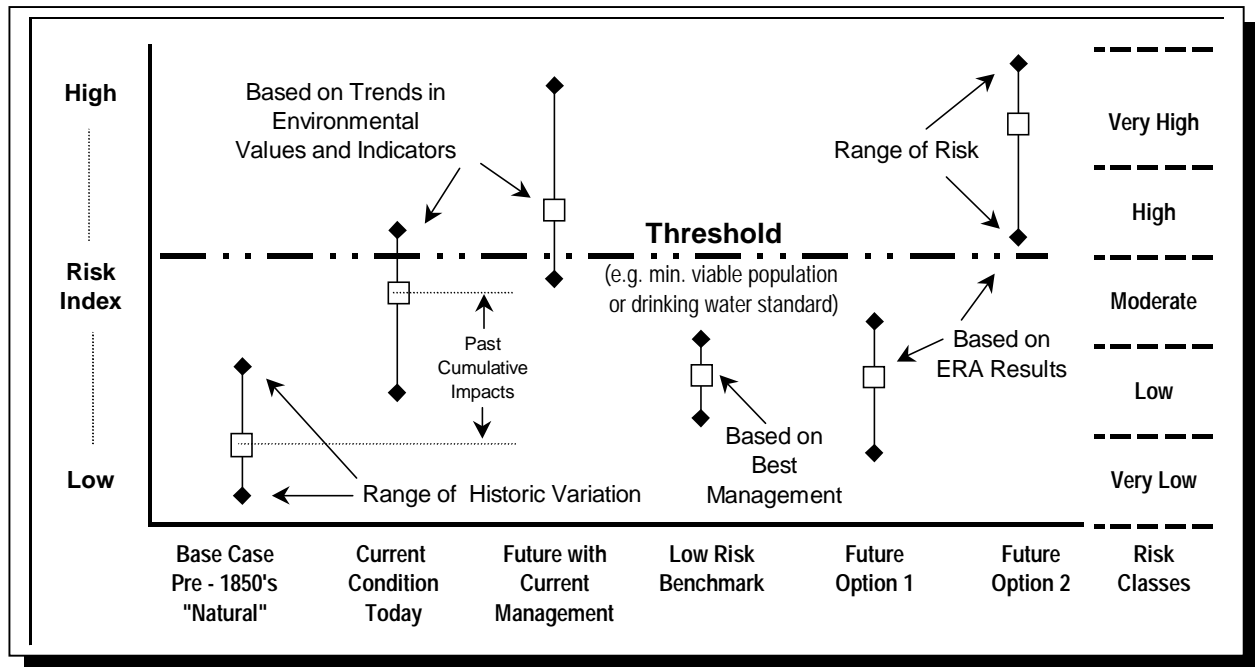 High
Risk
Index
Low
Based on Trends in
Environmental
Values and Indicators
Range of Risk
Threshold
(e.g. min. viable population
or drinking water standard)
Past
Cumulative
Impacts
Based on
ERA Results
Based on
Best
Management
Range of Historic Variation
Very High
High
Moderate
Low
Very Low
Base Case
Pre - 1850's
"Natural"
Current
Condition
Today
Future with
Current
Management
Low Risk
Benchmark
Future
Option 1
Future
Option 2
Risk
Classes